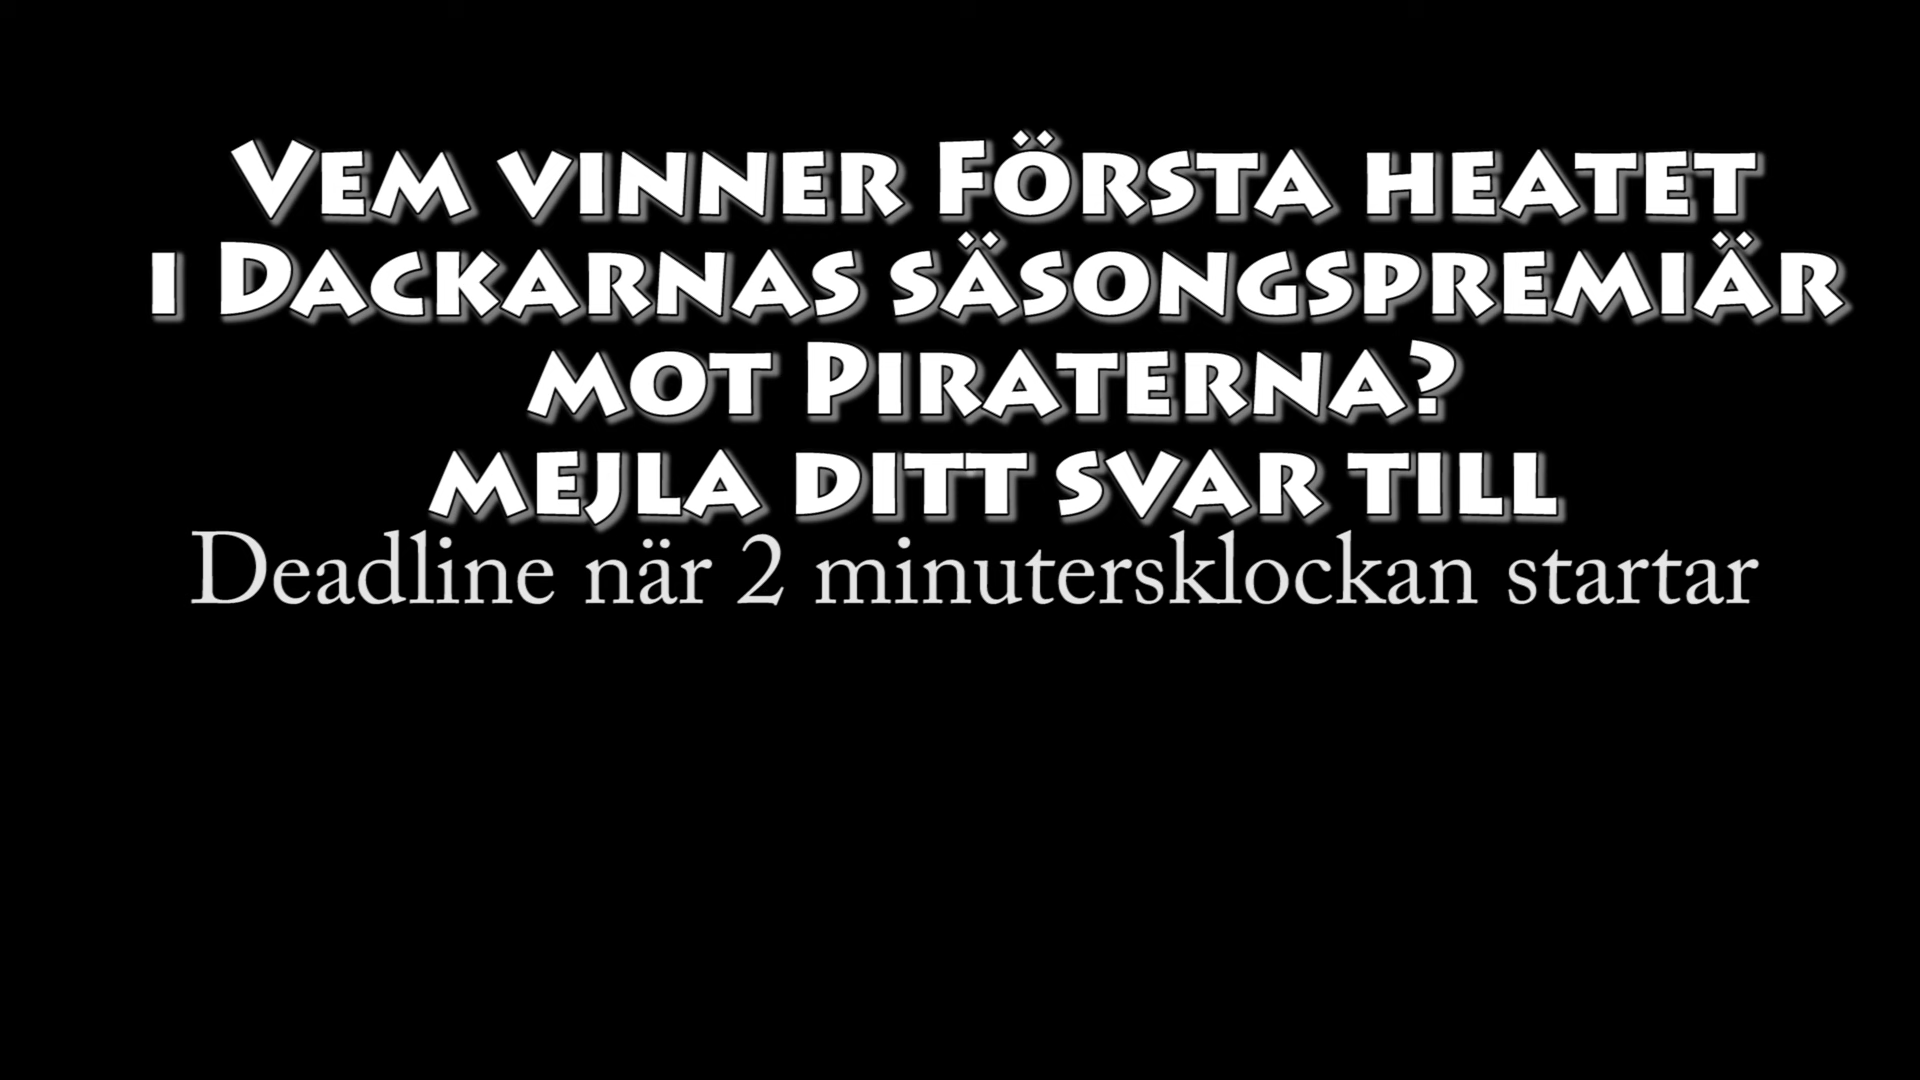 Vem vinner Första heatet
i Dackarnas säsongspremiär
mot Piraterna?
mejla ditt svar till
Deadline när 2 minutersklockan startar